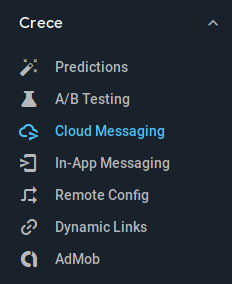 Crece
Predictions
A/B Testing
Cloud Messaging
In-App Messaging
Remote Config
Dynamic Links
AdMob